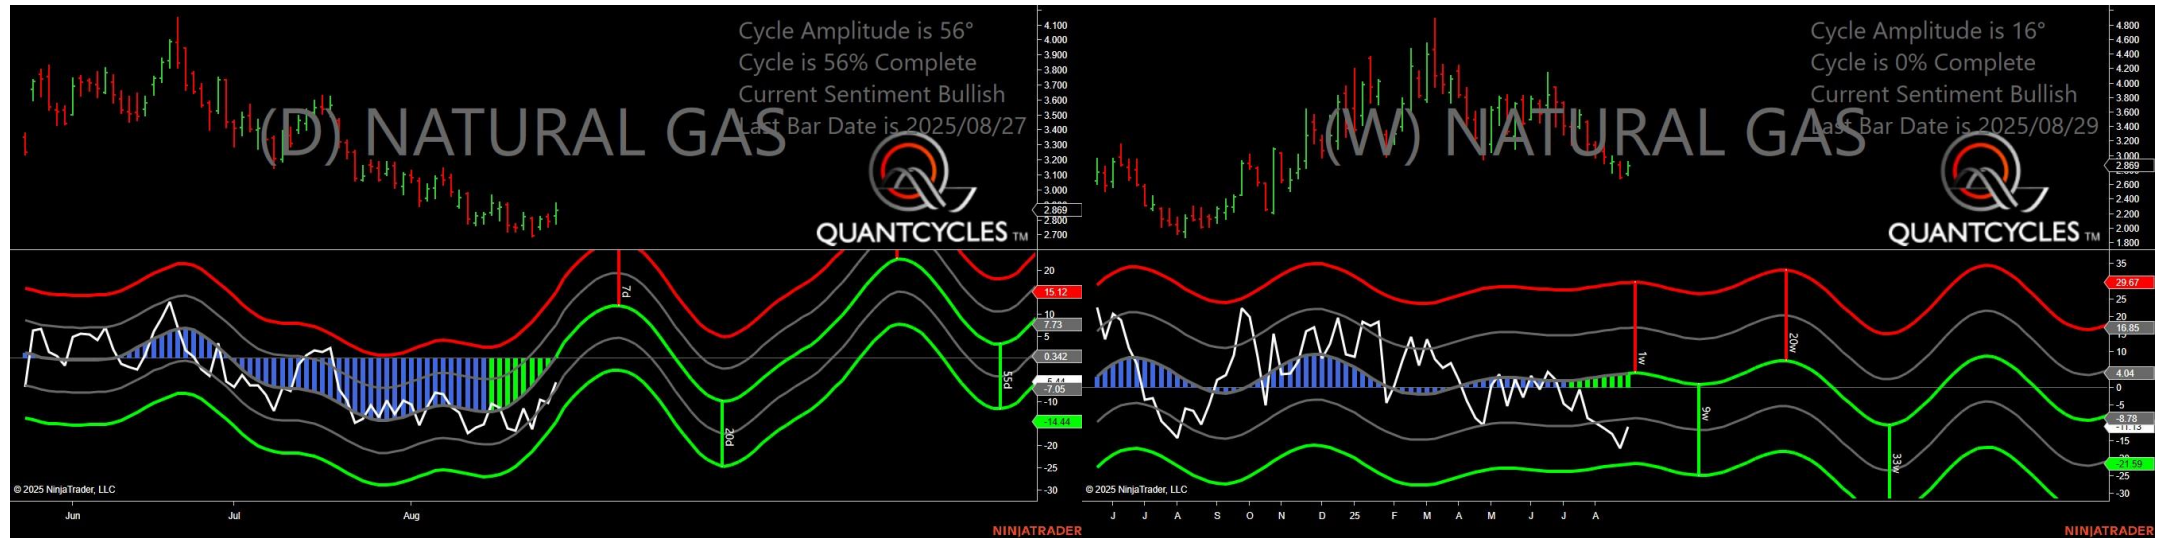 Cycle Amplitude is 56°
Cycle is 56% Complete
Current Sentiment Bullish
Last Bar Date is 2025/08/27
(D) NATURAL GAS
QUANTCYCLES TM
4.100
4.000
3.900
3.800
3.700
3.600
3.500
3.400
3.300
3.200
3.100
3.000
2.869
2.800
2.700
7d
20d
55d
20
15.12
10
7.73
5
0.342
-5.44
-7.05
-10
-14.44
-20
-25
-30
© 2025 NinjaTrader, LLC
Jun
Jul
Aug
NINJATRADER
Cycle Amplitude is 16°
Cycle is 0% Complete
Current Sentiment Bullish
Last Bar Date is 2025/08/29
(W) NATURAL GAS
QUANTCYCLES TM
4.800
4.600
4.400
4.200
4.000
3.800
3.600
3.400
3.200
3.000
2.869
2.600
2.400
2.200
2.000
1.800
1w
9w
20w
33w
35
29.67
25
20
16.85
10
4.04
0
-5
-8.78
-11.13
-15
-21.59
-25
-30
© 2025 NinjaTrader, LLC
J J A S O N D 25 F M A M J J A
NINJATRADER